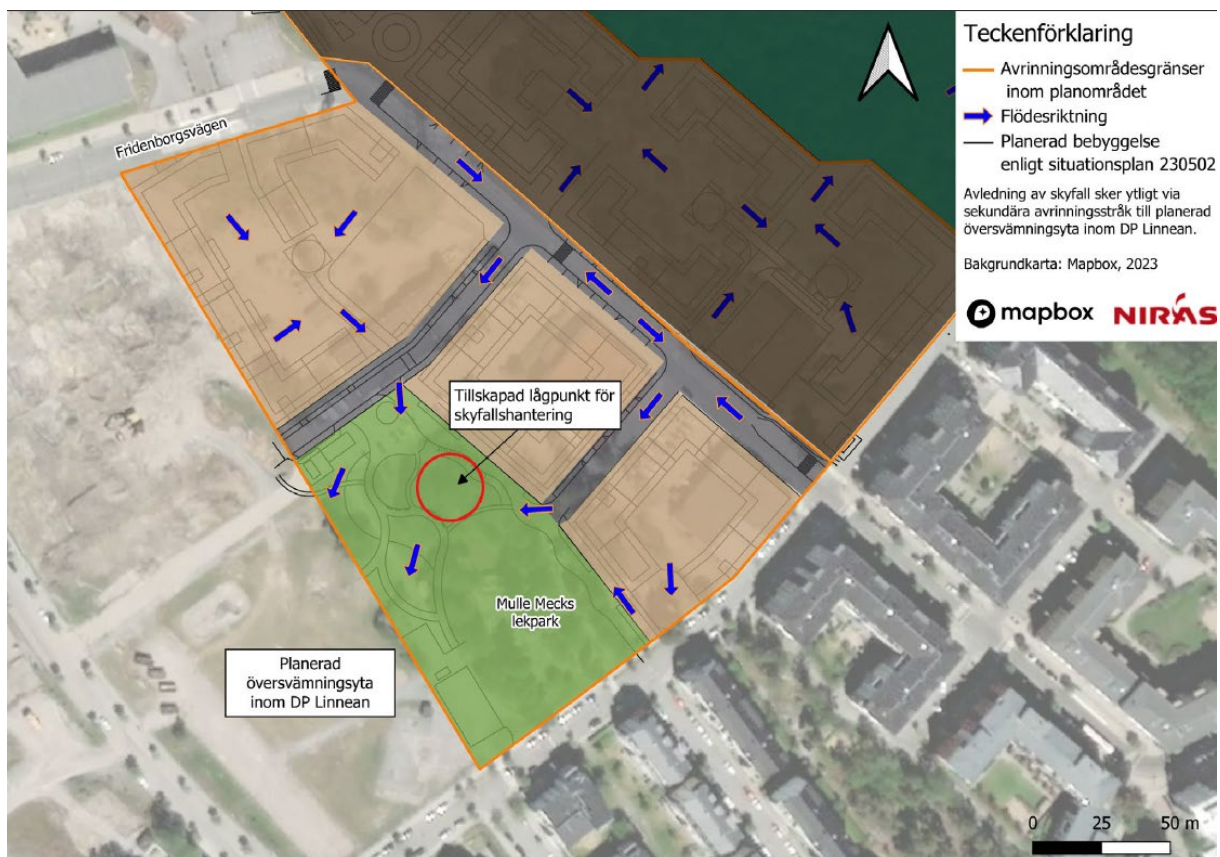 Teckenförklaring
Avrinningsområdesgränser
inom planområdet
Flödesriktning
Planerad bebyggelse
enligt situationsplan 230502
Avledning av skyfall sker ytligt via
sekundära avrinningsstråk till planerad
översvämningsyta inom DP Linnean.
Bakgrundkarta: Mapbox, 2023
mapbox NIRÁS
Fridenborgsvägen
Tillskapad lågpunkt för
skyfallshantering
Mulle Mecks
lekpark
Planerad
översvämningsyta
inom DP Linnean
0 25 50 m